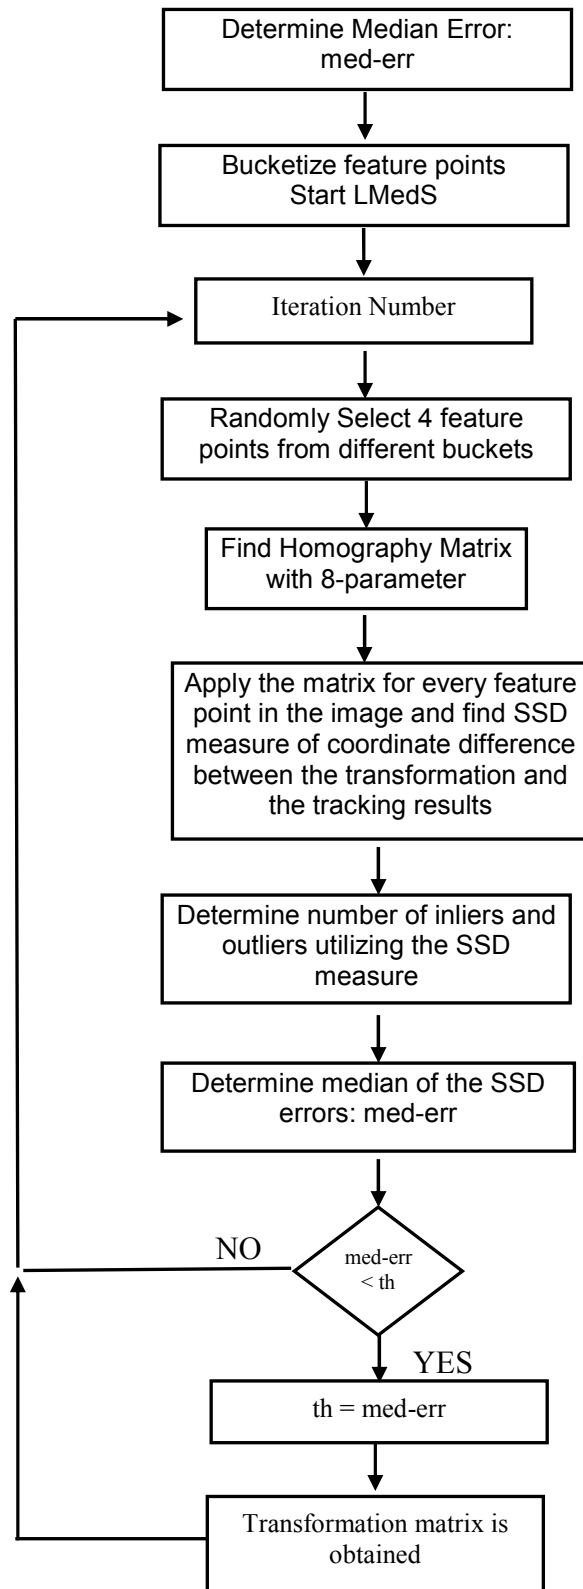 Determine Median Error:
med-err
Bucketize feature points
Start LMedS
Iteration Number
Randomly Select 4 feature
points from different buckets
Find Homography Matrix
with 8-parameter
Apply the matrix for every feature
point in the image and find SSD
measure of coordinate difference
between the transformation and
the tracking results
Determine number of inliers and
outliers utilizing the SSD
measure
Determine median of the SSD
errors: med-err
NO
med-err
< th
YES
th = med-err
Transformation matrix is
obtained